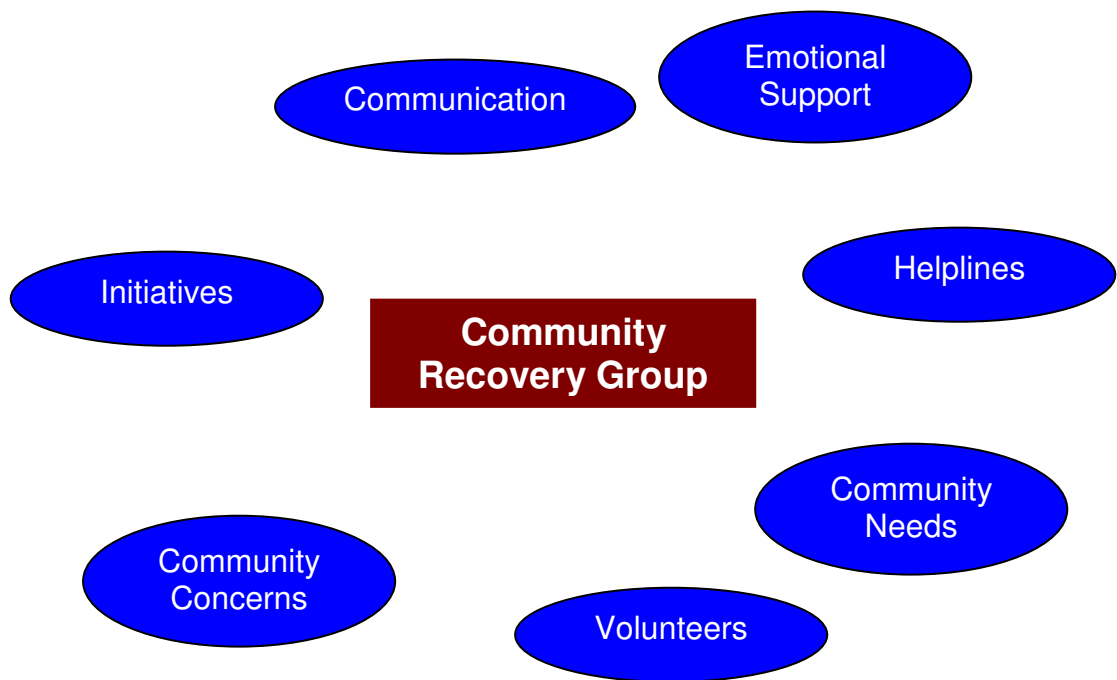 Emotional
Support
Communication
Helplines
Initiatives
Community
Recovery Group
Community
Needs
Community
Concerns
Volunteers